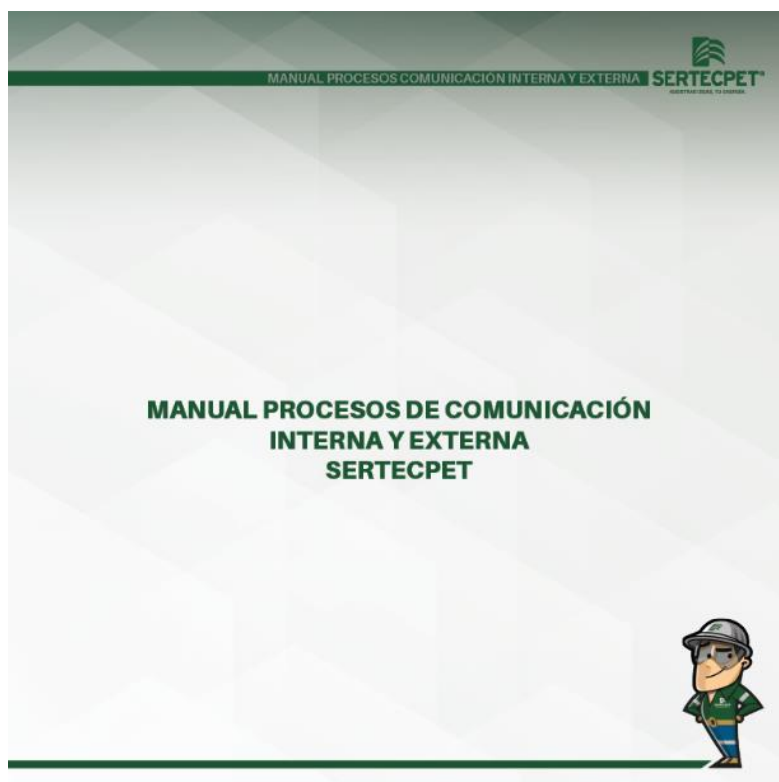 MANUAL PROCESOS COMUNICACIÓN INTERNA Y EXTERNA
SERTECPET
MANUAL PROCESOS DE COMUNICACIÓN
INTERNA Y EXTERNA
SERTECPET